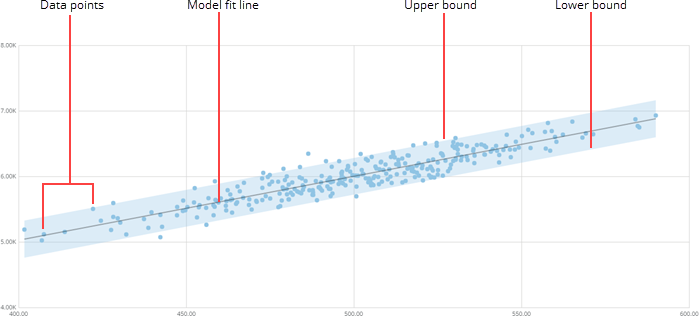 Data points Model fit line Upper bound Lower bound
8.00K
7.00K
6.00K
5.00K
4.00K
400.00 450.00 500.00 550.00 600.00